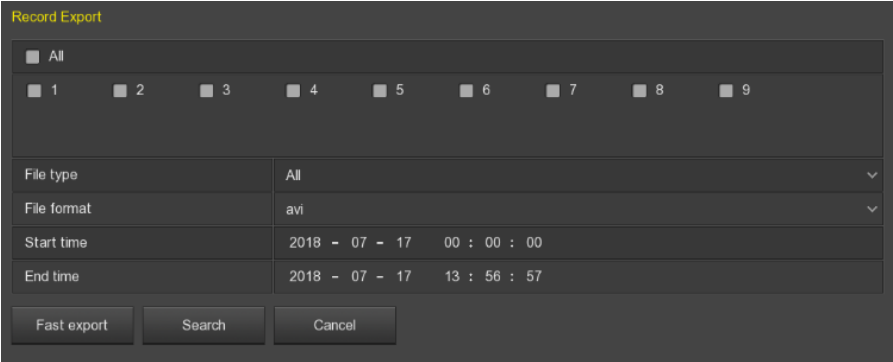 Record Export
All
1 2 3 4 5 6 7 8 9
File type All
File format avi
Start time 2018 - 07 - 17 00 : 00 : 00
End time 2018 - 07 - 17 13 : 56 : 57
Fast export Search Cancel